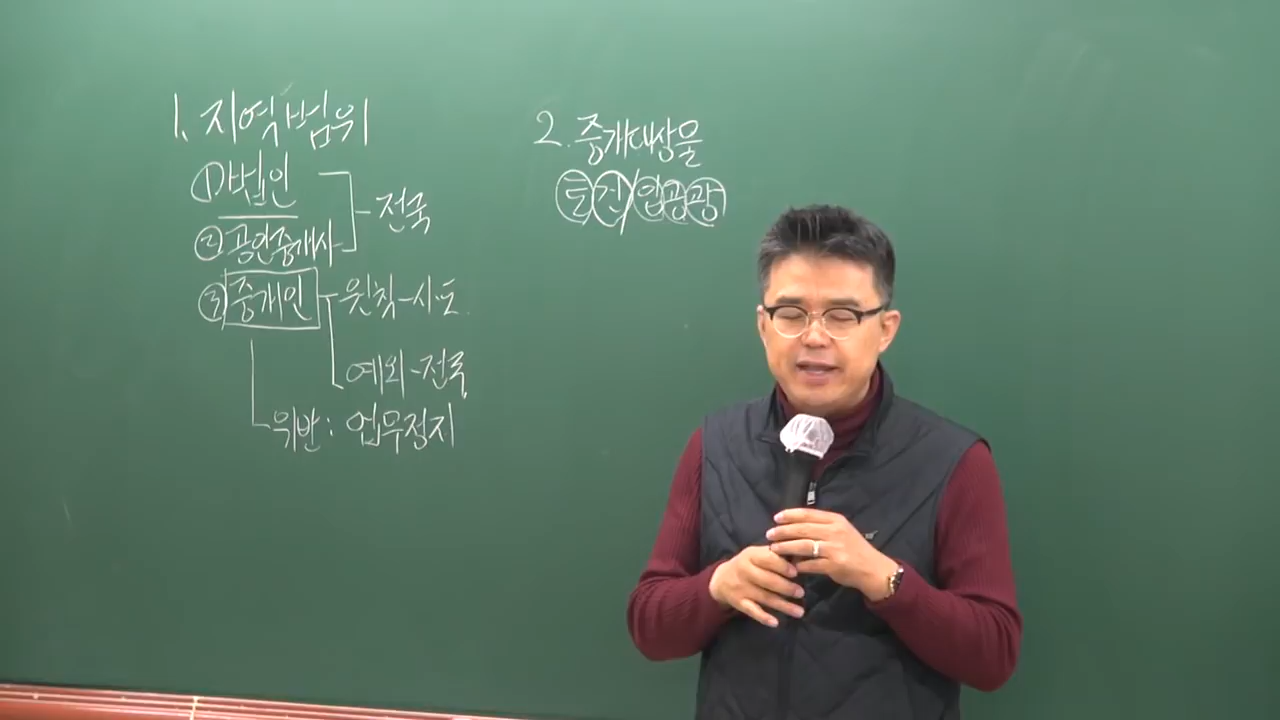 1. 지역범위
① 법인
② 공인중개사
전국
③ 중개인
원칙-시·도
예외-전국
위반: 업무정지
2. 중개대상물
토 건 입 공 광